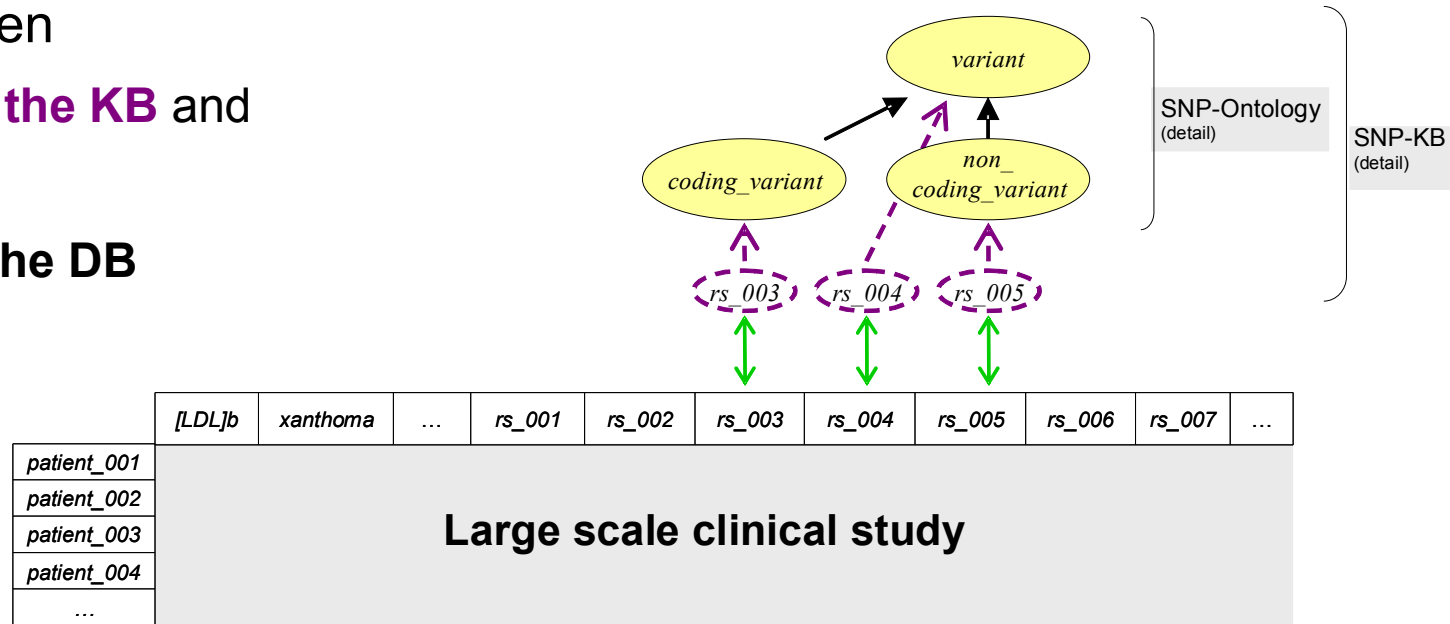 en
the KB and
he DB
variant
SNP-Ontology
(detail)
SNP-KB
(detail)
coding_variant
non_
coding_variant
rs_003
rs_004
rs_005
[LDL]b xanthoma … rs_001 rs_002 rs_003 rs_004 rs_005 rs_006 rs_007 …
patient_001
patient_002
patient_003
patient_004
…
Large scale clinical study